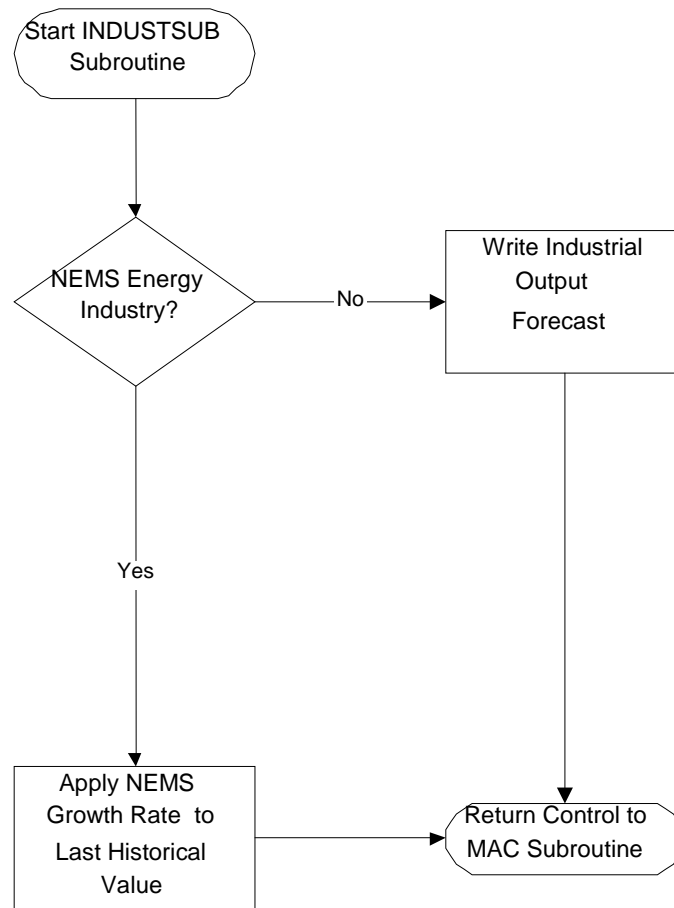 Start INDUSTSUB
Subroutine
NEMS Energy
Industry?
No
Write Industrial
Output
Forecast
Yes
Apply NEMS
Growth Rate to
Last Historical
Value
Return Control to
MAC Subroutine